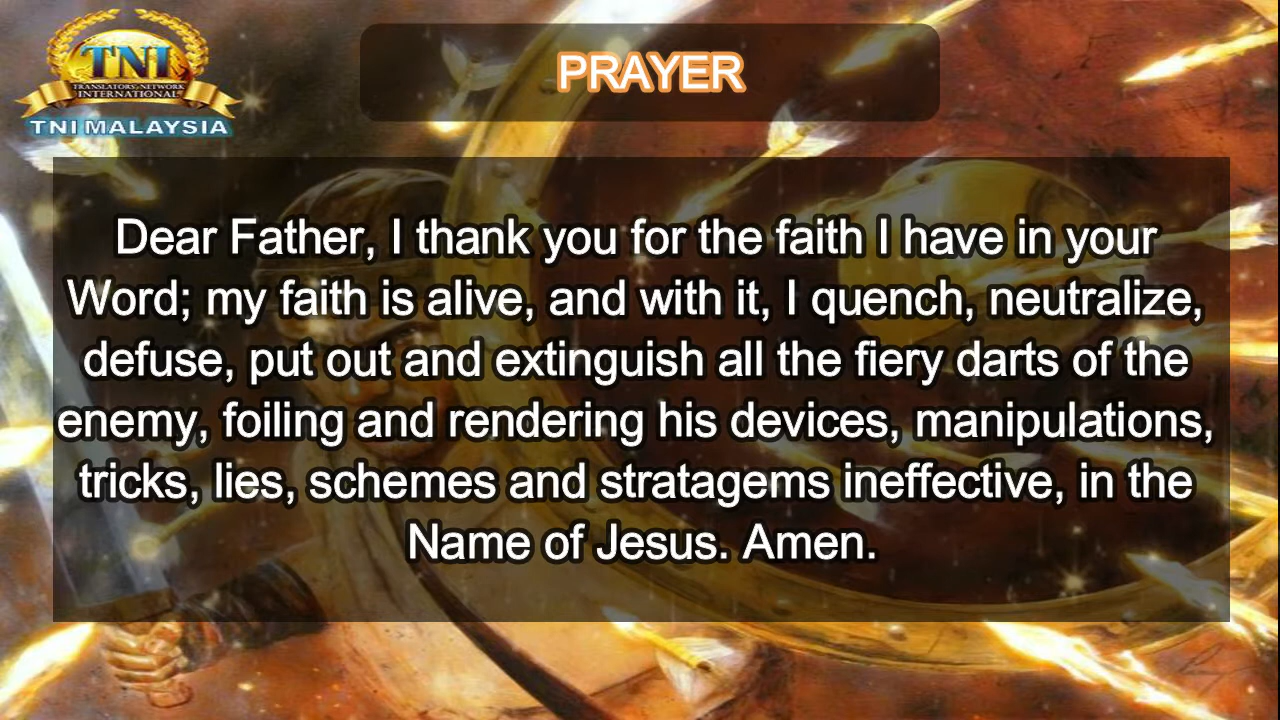 TNI
TRANSLATORS NETWORK
INTERNATIONAL
TNI MALAYSIA
PRAYER
Dear Father, I thank you for the faith I have in your
Word; my faith is alive, and with it, I quench, neutralize,
defuse, put out and extinguish all the fiery darts of the
enemy, foiling and rendering his devices, manipulations,
tricks, lies, schemes and stratagems ineffective, in the
Name of Jesus. Amen.